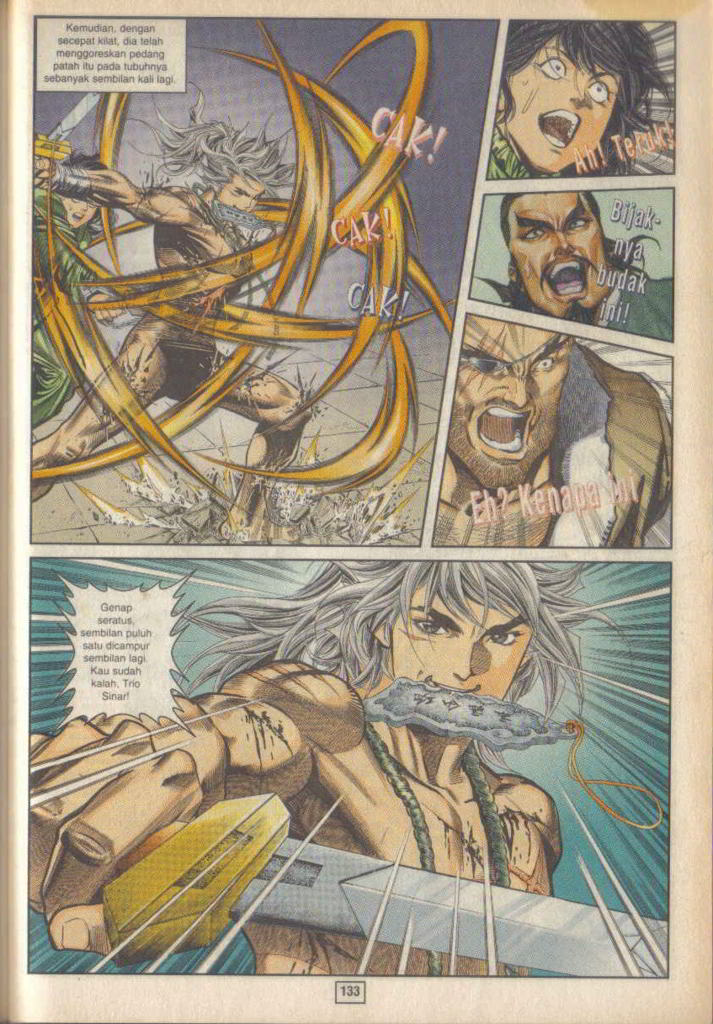 Kemudian, dengan
secepat kilat, dia telah
menggoreskan pedang
patah itu pada tubuhnya
sebanyak sembilan kali lagi.
CAK!
CAK!
CAK!
Ah! Teruk!
Bijak-
nya
budak
ini!
Eh? Kenapa ni
Genap
seratus,
sembilan puluh
satu dicampur
sembilan lagi.
Kau sudah
kalah, Trio
Sinar!
133